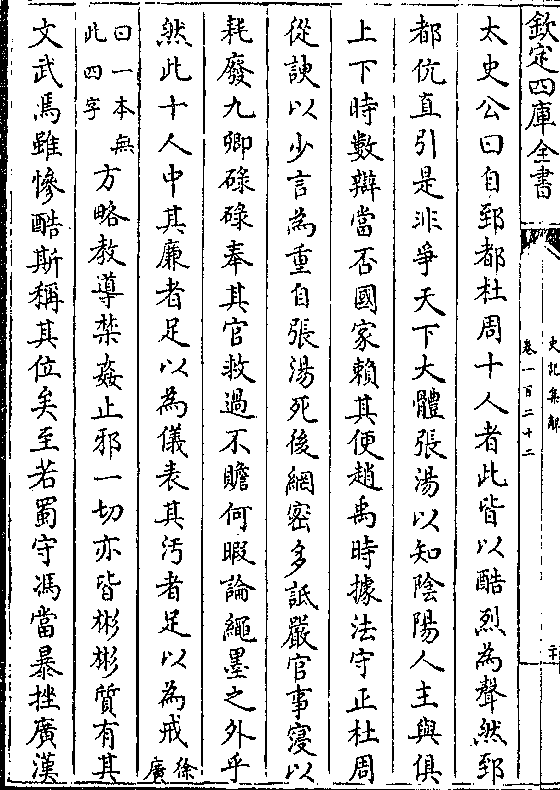 欽定四庫全書
史記集解
卷一百二十二
太史公曰自郅都杜周十人者此皆以酷烈為聲然郅
都伉直引是非爭天下大體張湯以知陰陽人主與俱
上下時數辯當否國家賴其便趙禹時據法守正杜周
從諛以少言為重自張湯死後網密多詆嚴官事寖以
耗廢九卿碌碌奉其官救過不贍何暇論繩墨之外乎
然此十人中其廉者足以為儀表其汚者足以為戒徐廣
曰一本無此四字方略教導禁姦止邪一切亦皆彬彬質有其
文武焉雖慘酷斯稱其位矣至若蜀守馮當暴挫廣漢